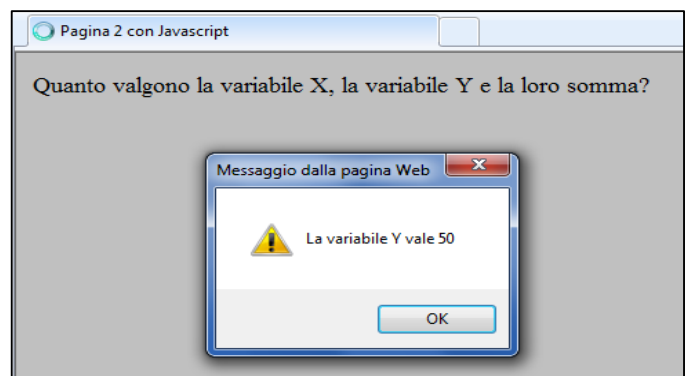 Pagina 2 con Javascript
Quanto valgono la variabile X, la variabile Y e la loro somma?
Messaggio dalla pagina Web
La variabile Y vale 50
OK